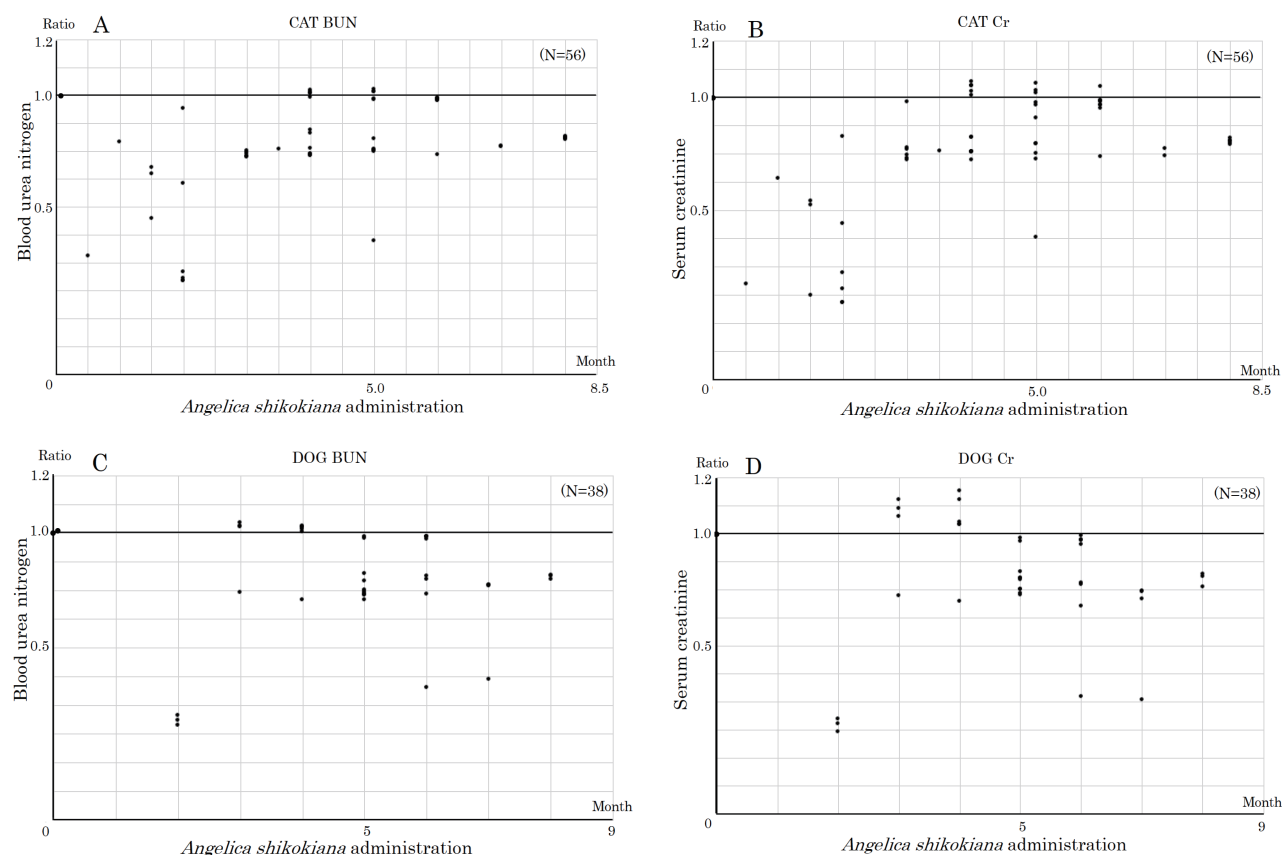 A
CAT BUN
Ratio
1.2
(N=56)
1.0
Blood urea nitrogen
0.5
Month
0
5.0
8.5
Angelica shikokiana administration
B
CAT Cr
Ratio
1.2
(N=56)
1.0
Serum creatinine
0.5
Month
0
5.0
8.5
Angelica shikokiana administration
C
DOG BUN
Ratio
1.2
(N=38)
1.0
Blood urea nitrogen
0.5
Month
0
5
9
Angelica shikokiana administration
D
DOG Cr
Ratio
1.2
(N=38)
1.0
Serum creatinine
0.5
Month
0
5
9
Angelica shikokiana administration